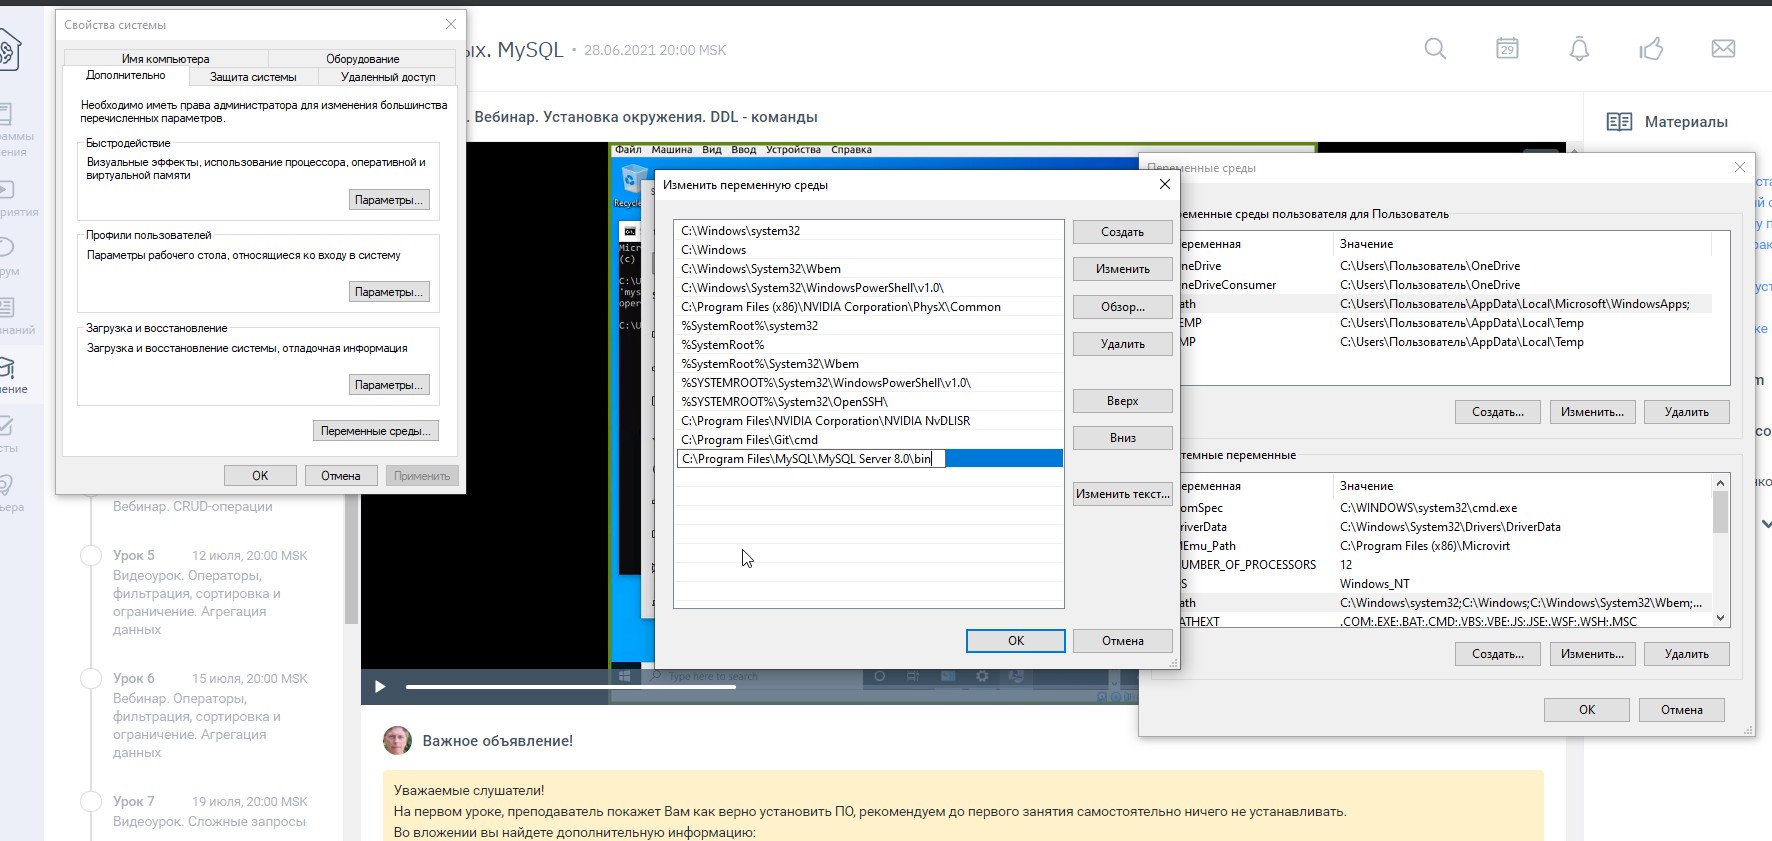 Свойства системы
Имя компьютера
Оборудование
Дополнительно
Защита системы
Удаленный доступ
Необходимо иметь права администратора для изменения большинства
перечисленных параметров.
Быстродействие
Визуальные эффекты, использование процессора, оперативной и
виртуальной памяти
Параметры...
Профили пользователей
Параметры рабочего стола, относящиеся ко входу в систему
Параметры...
Загрузка и восстановление
Загрузка и восстановление системы, отладочная информация
Параметры...
Переменные среды...
ОК
Отмена
Применить
ых. MySQL • 28.06.2021 20:00 MSK
29
. Вебинар. Установка окружения. DDL - команды
Материалы
Файл Машина Вид Ввод Устройства Справка
Изменить переменную среды
C:\Windows\system32
C:\Windows
C:\Windows\System32\Wbem
C:\Windows\System32\WindowsPowerShell\v1.0\
C:\Program Files (x86)\NVIDIA Corporation\PhysX\Common
%SystemRoot%\system32
%SystemRoot%
%SystemRoot%\System32\Wbem
%SYSTEMROOT%\System32\WindowsPowerShell\v1.0\
%SYSTEMROOT%\System32\OpenSSH\
C:\Program Files\NVIDIA Corporation\NVIDIA NvDLISR
C:\Program Files\Git\cmd
C:\Program Files\MySQL\MySQL Server 8.0\bin
Создать
Изменить
Обзор...
Удалить
Вверх
Вниз
Изменить текст...
ОК
Отмена
Переменные среды
еменные среды пользователя для Пользователь
еременная Значение
neDrive C:\Users\Пользователь\OneDrive
neDriveConsumer C:\Users\Пользователь\OneDrive
ath C:\Users\Пользователь\AppData\Local\Microsoft\WindowsApps;
EMP C:\Users\Пользователь\AppData\Local\Temp
MP C:\Users\Пользователь\AppData\Local\Temp
Создать...
Изменить...
Удалить
темные переменные
еременная Значение
omSpec C:\WINDOWS\system32\cmd.exe
riverData C:\Windows\System32\Drivers\DriverData
MEmu_Path C:\Program Files (x86)\Microvirt
UMBER_OF_PROCESSORS 12
S Windows_NT
ath C:\Windows\system32;C:\Windows;C:\Windows\System32\Wbem;...
ATHEXT .COM;.EXE;.BAT;.CMD;.VBS;.VBE;.JS;.JSE;.WSF;.WSH;.MSC
Создать...
Изменить...
Удалить
ОК
Отмена
Type here to search
Вебинар. CRUD-операции
Урок 5 12 июля, 20:00 MSK
Видеоурок. Операторы,
фильтрация, сортировка и
ограничение. Агрегация
данных
Урок 6 15 июля, 20:00 MSK
Вебинар. Операторы,
фильтрация, сортировка и
ограничение. Агрегация
данных
Урок 7 19 июля, 20:00 MSK
Видеоурок. Сложные запросы
Важное объявление!
Уважаемые слушатели!
На первом уроке, преподаватель покажет Вам как верно установить ПО, рекомендуем до первого занятия самостоятельно ничего не устанавливать.
Во вложении вы найдете дополнительную информацию: